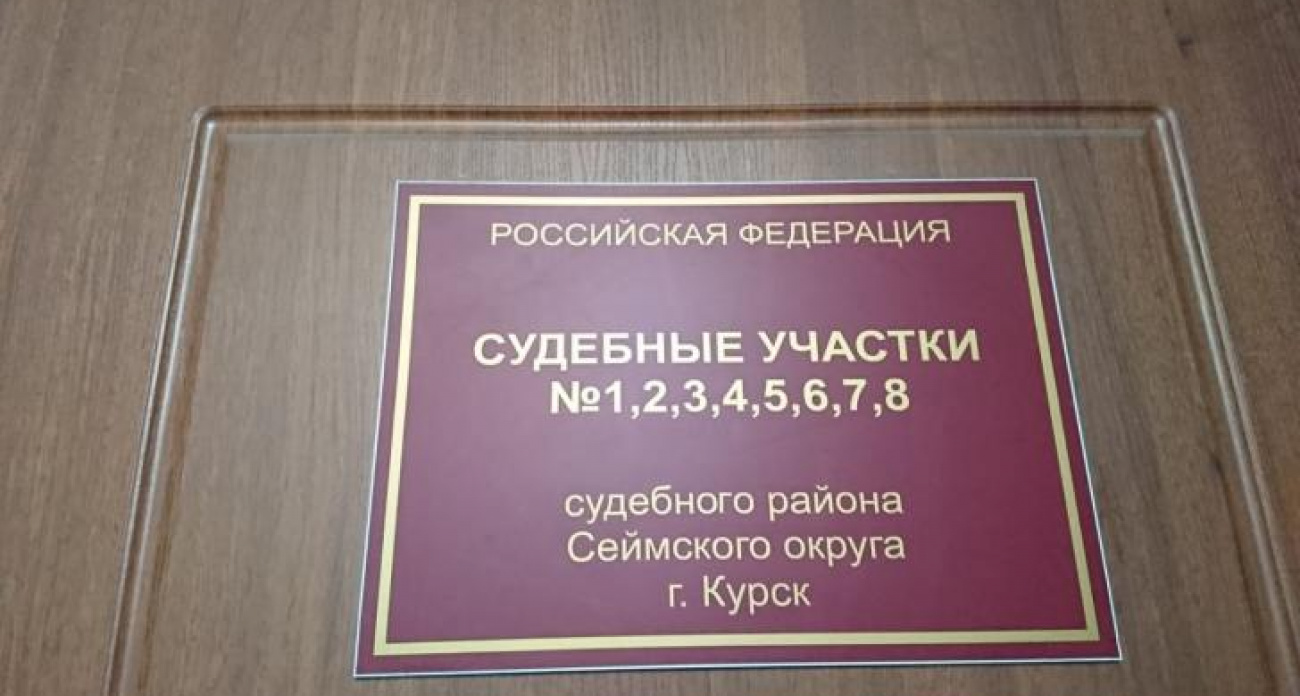 РОССИЙСКАЯ ФЕДЕРАЦИЯ
СУДЕБНЫЕ УЧАСТКИ
№1,2,3,4,5,6,7,8
судебного района
Сеймского округа
г. Курск